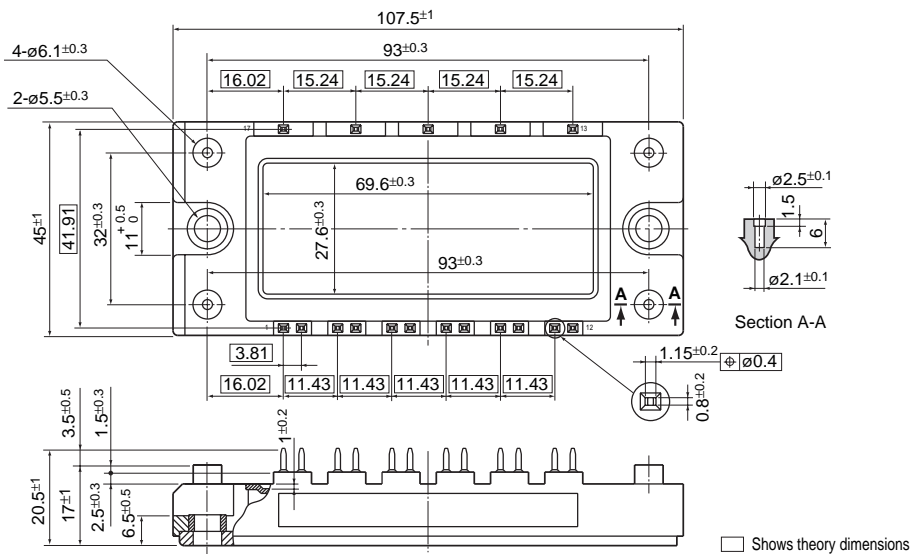 107.5±1
4-ø6.1±0.3
93±0.3
16.02 15.24 15.24 15.24 15.24
2-ø5.5±0.3
17 13
69.6±0.3
27.6±0.3
45±1
41.91
32±0.3
11 +0.5 0
93±0.3
A A
1 12
ø2.5±0.1
1.5
6
ø2.1±0.1
Section A-A
3.81
16.02 11.43 11.43 11.43 11.43 11.43
1.15±0.2
⌖ ø0.4
0.8±0.2
3.5±0.5
1.5±0.3
1±0.2
20.5±1
17±1
2.5±0.3
6.5±0.5
Shows theory dimensions